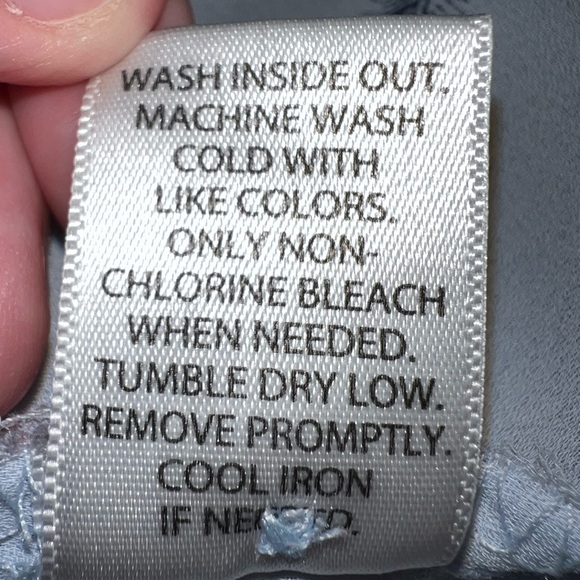 WASH INSIDE OUT.
MACHINE WASH
COLD WITH
LIKE COLORS.
ONLY NON-
CHLORINE BLEACH
WHEN NEEDED.
TUMBLE DRY LOW.
REMOVE PROMPTLY.
COOL IRON
IF NEEDED.